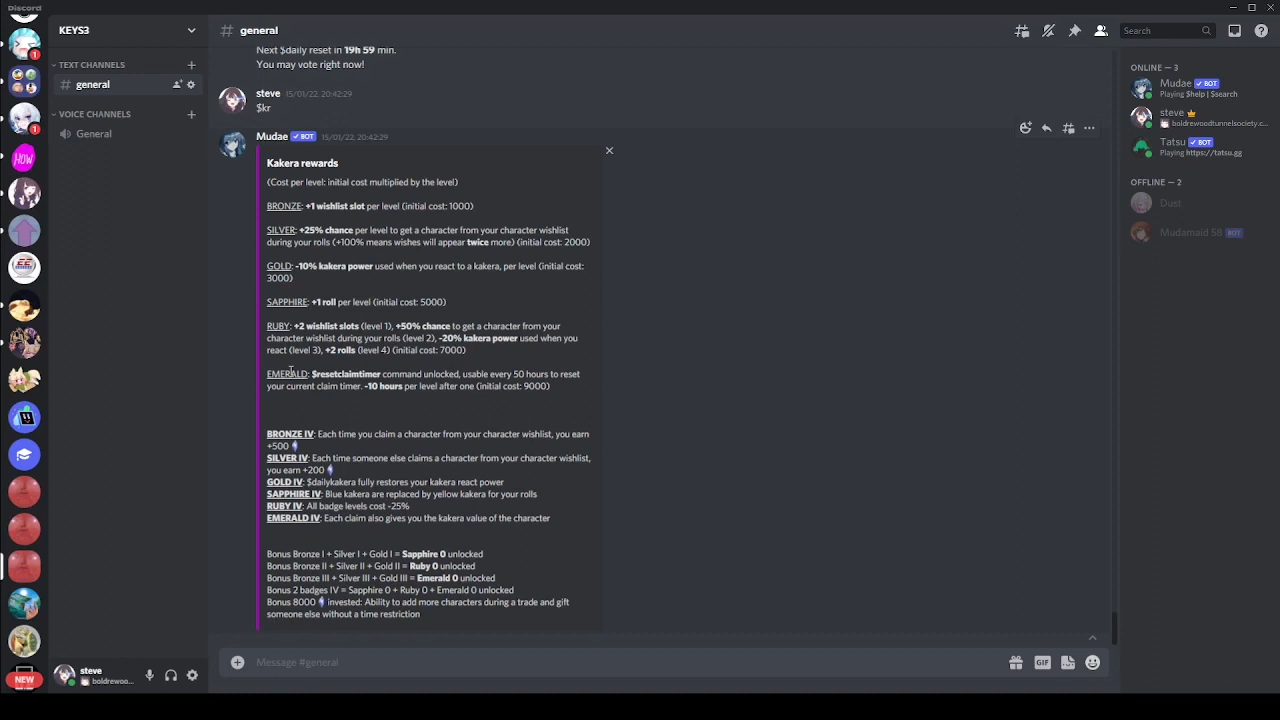 Discord
KEYS3
TEXT CHANNELS
general
VOICE CHANNELS
General
# general
Search
Next $daily reset in 19h 59 min.
You may vote right now!
steve 15/01/22, 20:42:29
$kr
Mudae BOT 15/01/22, 20:42:29
Kakera rewards
(Cost per level: initial cost multiplied by the level)
BRONZE: +1 wishlist slot per level (initial cost: 1000)
SILVER: +25% chance per level to get a character from your character wishlist
during your rolls (+100% means wishes will appear twice more) (initial cost: 2000)
GOLD: -10% kakera power used when you react to a kakera, per level (initial cost:
3000)
SAPPHIRE: +1 roll per level (initial cost: 5000)
RUBY: +2 wishlist slots (level 1), +50% chance to get a character from your
character wishlist during your rolls (level 2), -20% kakera power used when you
react (level 3), +2 rolls (level 4) (initial cost: 7000)
EMERALD: $resetclaimtimer command unlocked, usable every 50 hours to reset
your current claim timer. -10 hours per level after one (initial cost: 9000)
BRONZE IV: Each time you claim a character from your character wishlist, you earn
+500
SILVER IV: Each time someone else claims a character from your character wishlist,
you earn +200
GOLD IV: $dailykakera fully restores your kakera react power
SAPPHIRE IV: Blue kakera are replaced by yellow kakera for your rolls
RUBY IV: All badge levels cost -25%
EMERALD IV: Each claim also gives you the kakera value of the character
Bonus Bronze I + Silver I + Gold I = Sapphire 0 unlocked
Bonus Bronze II + Silver II + Gold II = Ruby 0 unlocked
Bonus Bronze III + Silver III + Gold III = Emerald 0 unlocked
Bonus 2 badges IV = Sapphire 0 + Ruby 0 + Emerald 0 unlocked
Bonus 8000 invested: Ability to add more characters during a trade and gift
someone else without a time restriction
Message #general
GIF
ONLINE — 3
Mudae BOT
Playing $help | $search
steve
boldrewoodtunnelsociety.c...
Tatsu BOT
Playing https://tatsu.gg
OFFLINE — 2
Dust
Mudamaid 58 BOT
1
1
HOW
NEW
steve
boldrewoo...